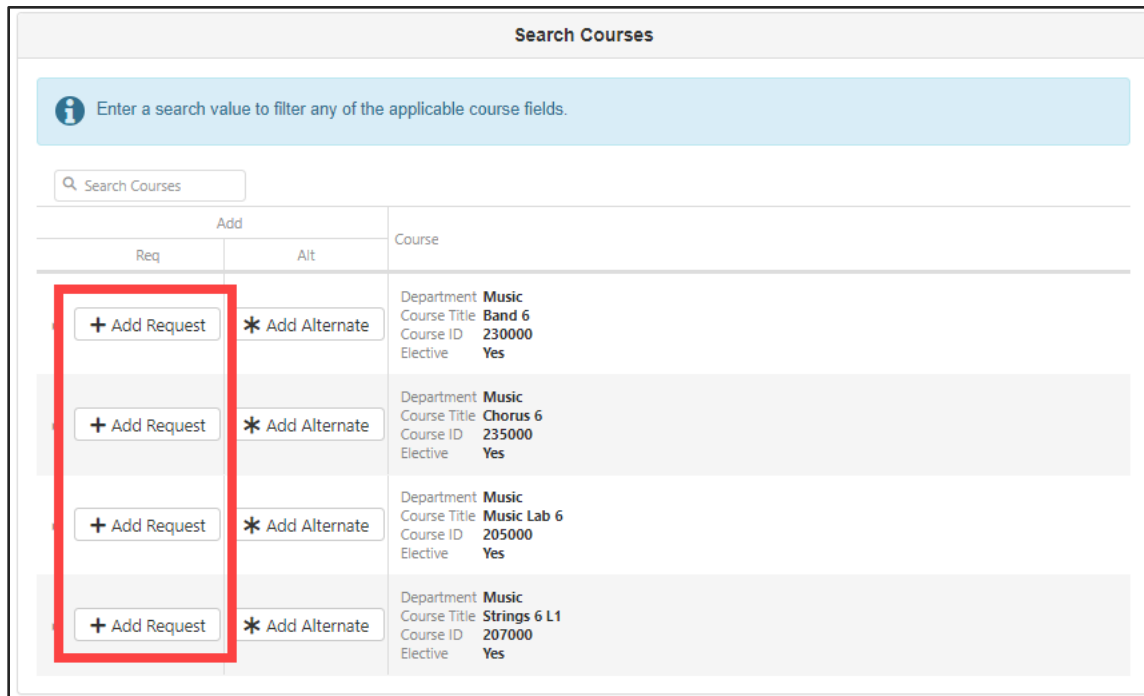 Search Courses
Enter a search value to filter any of the applicable course fields.
Search Courses
Add
Course
Req Alt
Add Request Add Alternate
Department Music
Course Title Band 6
Course ID 230000
Elective Yes
Add Request Add Alternate
Department Music
Course Title Chorus 6
Course ID 235000
Elective Yes
Add Request Add Alternate
Department Music
Course Title Music Lab 6
Course ID 205000
Elective Yes
Add Request Add Alternate
Department Music
Course Title Strings 6 L1
Course ID 207000
Elective Yes